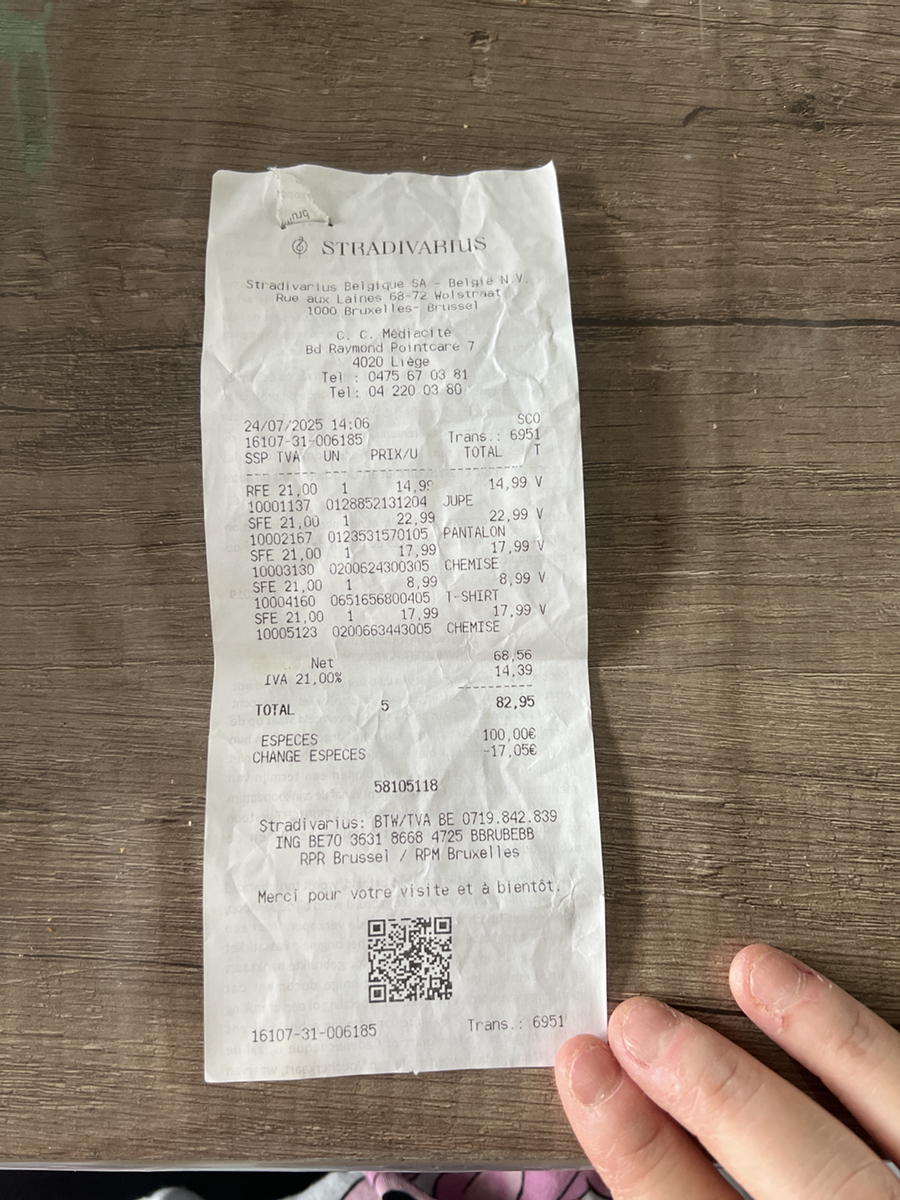 STRADIVARIUS
Stradivarius Belgique SA - België N.V.
Rue aux Laines 68-72 Wolstraat
1000 Bruxelles- Brussel
C. C. Médiacité
Bd Raymond Pointcare 7
4020 Liège
Tel : 0475 67 03 81
Tel: 04 220 03 80
24/07/2025 14:06 SCO
16107-31-006185 Trans.: 6951
SSP TVA UN PRIX/U TOTAL T
RFE 21,00 1 14,99 14,99 V
10001137 0128852131204 JUPE
SFE 21,00 1 22,99 22,99 V
10002167 0123531570105 PANTALON
SFE 21,00 1 17,99 17,99 V
10003130 0200624300305 CHEMISE
SFE 21,00 1 8,99 8,99 V
10004160 0651656800405 T-SHIRT
SFE 21,00 1 17,99 17,99 V
10005123 0200663443005 CHEMISE
Net 68,56
IVA 21,00% 14,39
TOTAL 5 82,95
ESPECES 100,00€
CHANGE ESPECES -17,05€
58105118
Stradivarius: BTW/TVA BE 0719.842.839
ING BE70 3631 8668 4725 BBRUBEBB
RPR Brussel / RPM Bruxelles
Merci pour votre visite et à bientôt.
16107-31-006185 Trans.: 6951